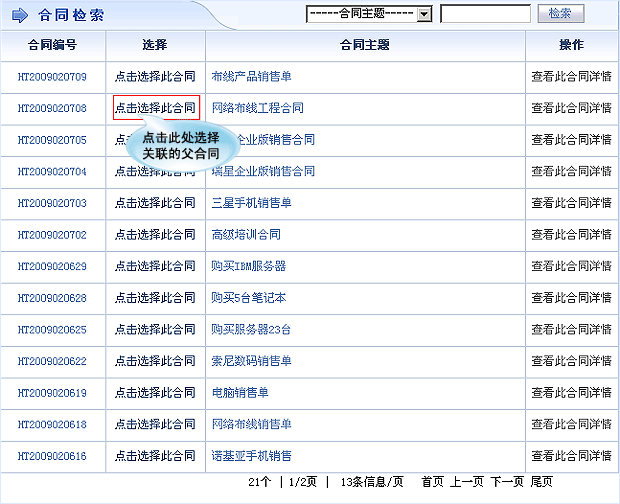 合同检索 ------合同主题------ 检索
合同编号 选择 合同主题 操作
HT2009020709 点击选择此合同 布线产品销售单 查看此合同详情
HT2009020708 点击选择此合同 网络布线工程合同 查看此合同详情
点击此处选择
关联的父合同
HT2009020705 企业版销售合同 查看此合同详情
HT2009020704 点击选择此合同 瑞星企业版销售合同 查看此合同详情
HT2009020703 点击选择此合同 三星手机销售单 查看此合同详情
HT2009020702 点击选择此合同 高级培训合同 查看此合同详情
HT2009020629 点击选择此合同 购买IBM服务器 查看此合同详情
HT2009020628 点击选择此合同 购买5台笔记本 查看此合同详情
HT2009020625 点击选择此合同 购买服务器23台 查看此合同详情
HT2009020622 点击选择此合同 索尼数码销售单 查看此合同详情
HT2009020619 点击选择此合同 电脑销售单 查看此合同详情
HT2009020618 点击选择此合同 网络布线销售单 查看此合同详情
HT2009020616 点击选择此合同 诺基亚手机销售 查看此合同详情
21个 | 1/2页 | 13条信息/页 首页 上一页 下一页 尾页